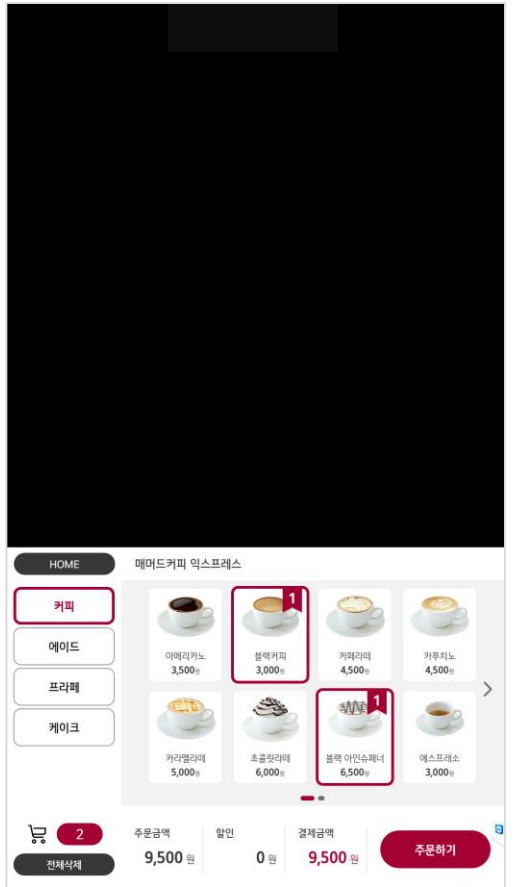 HOME
매머드커피 익스프레스
커피
에이드
프라페
케이크
1
아메리카노
3,500원
블랙커피
3,000원
카페라떼
4,500원
카푸치노
4,500원
1
카라멜라떼
5,000원
초콜릿라떼
6,000원
블랙 아인슈페너
6,500원
에스프레소
3,000원
2
전체삭제
주문금액
할인
결제금액
9,500 원
0 원
9,500 원
주문하기